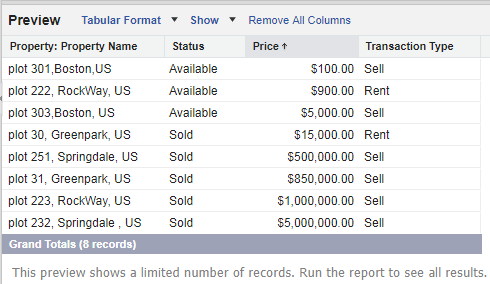 Preview Tabular Format ▼ Show ▼ Remove All Columns
Property: Property Name Status Price ↑ Transaction Type
plot 301,Boston,US Available $100.00 Sell
plot 222, RockWay, US Available $900.00 Rent
plot 303,Boston, US Available $5,000.00 Sell
plot 30, Greenpark, US Sold $15,000.00 Rent
plot 251, Springdale, US Sold $500,000.00 Sell
plot 31, Greenpark, US Sold $850,000.00 Sell
plot 223, RockWay, US Sold $1,000,000.00 Sell
plot 232, Springdale , US Sold $5,000,000.00 Sell
Grand Totals (8 records)
This preview shows a limited number of records. Run the report to see all results.